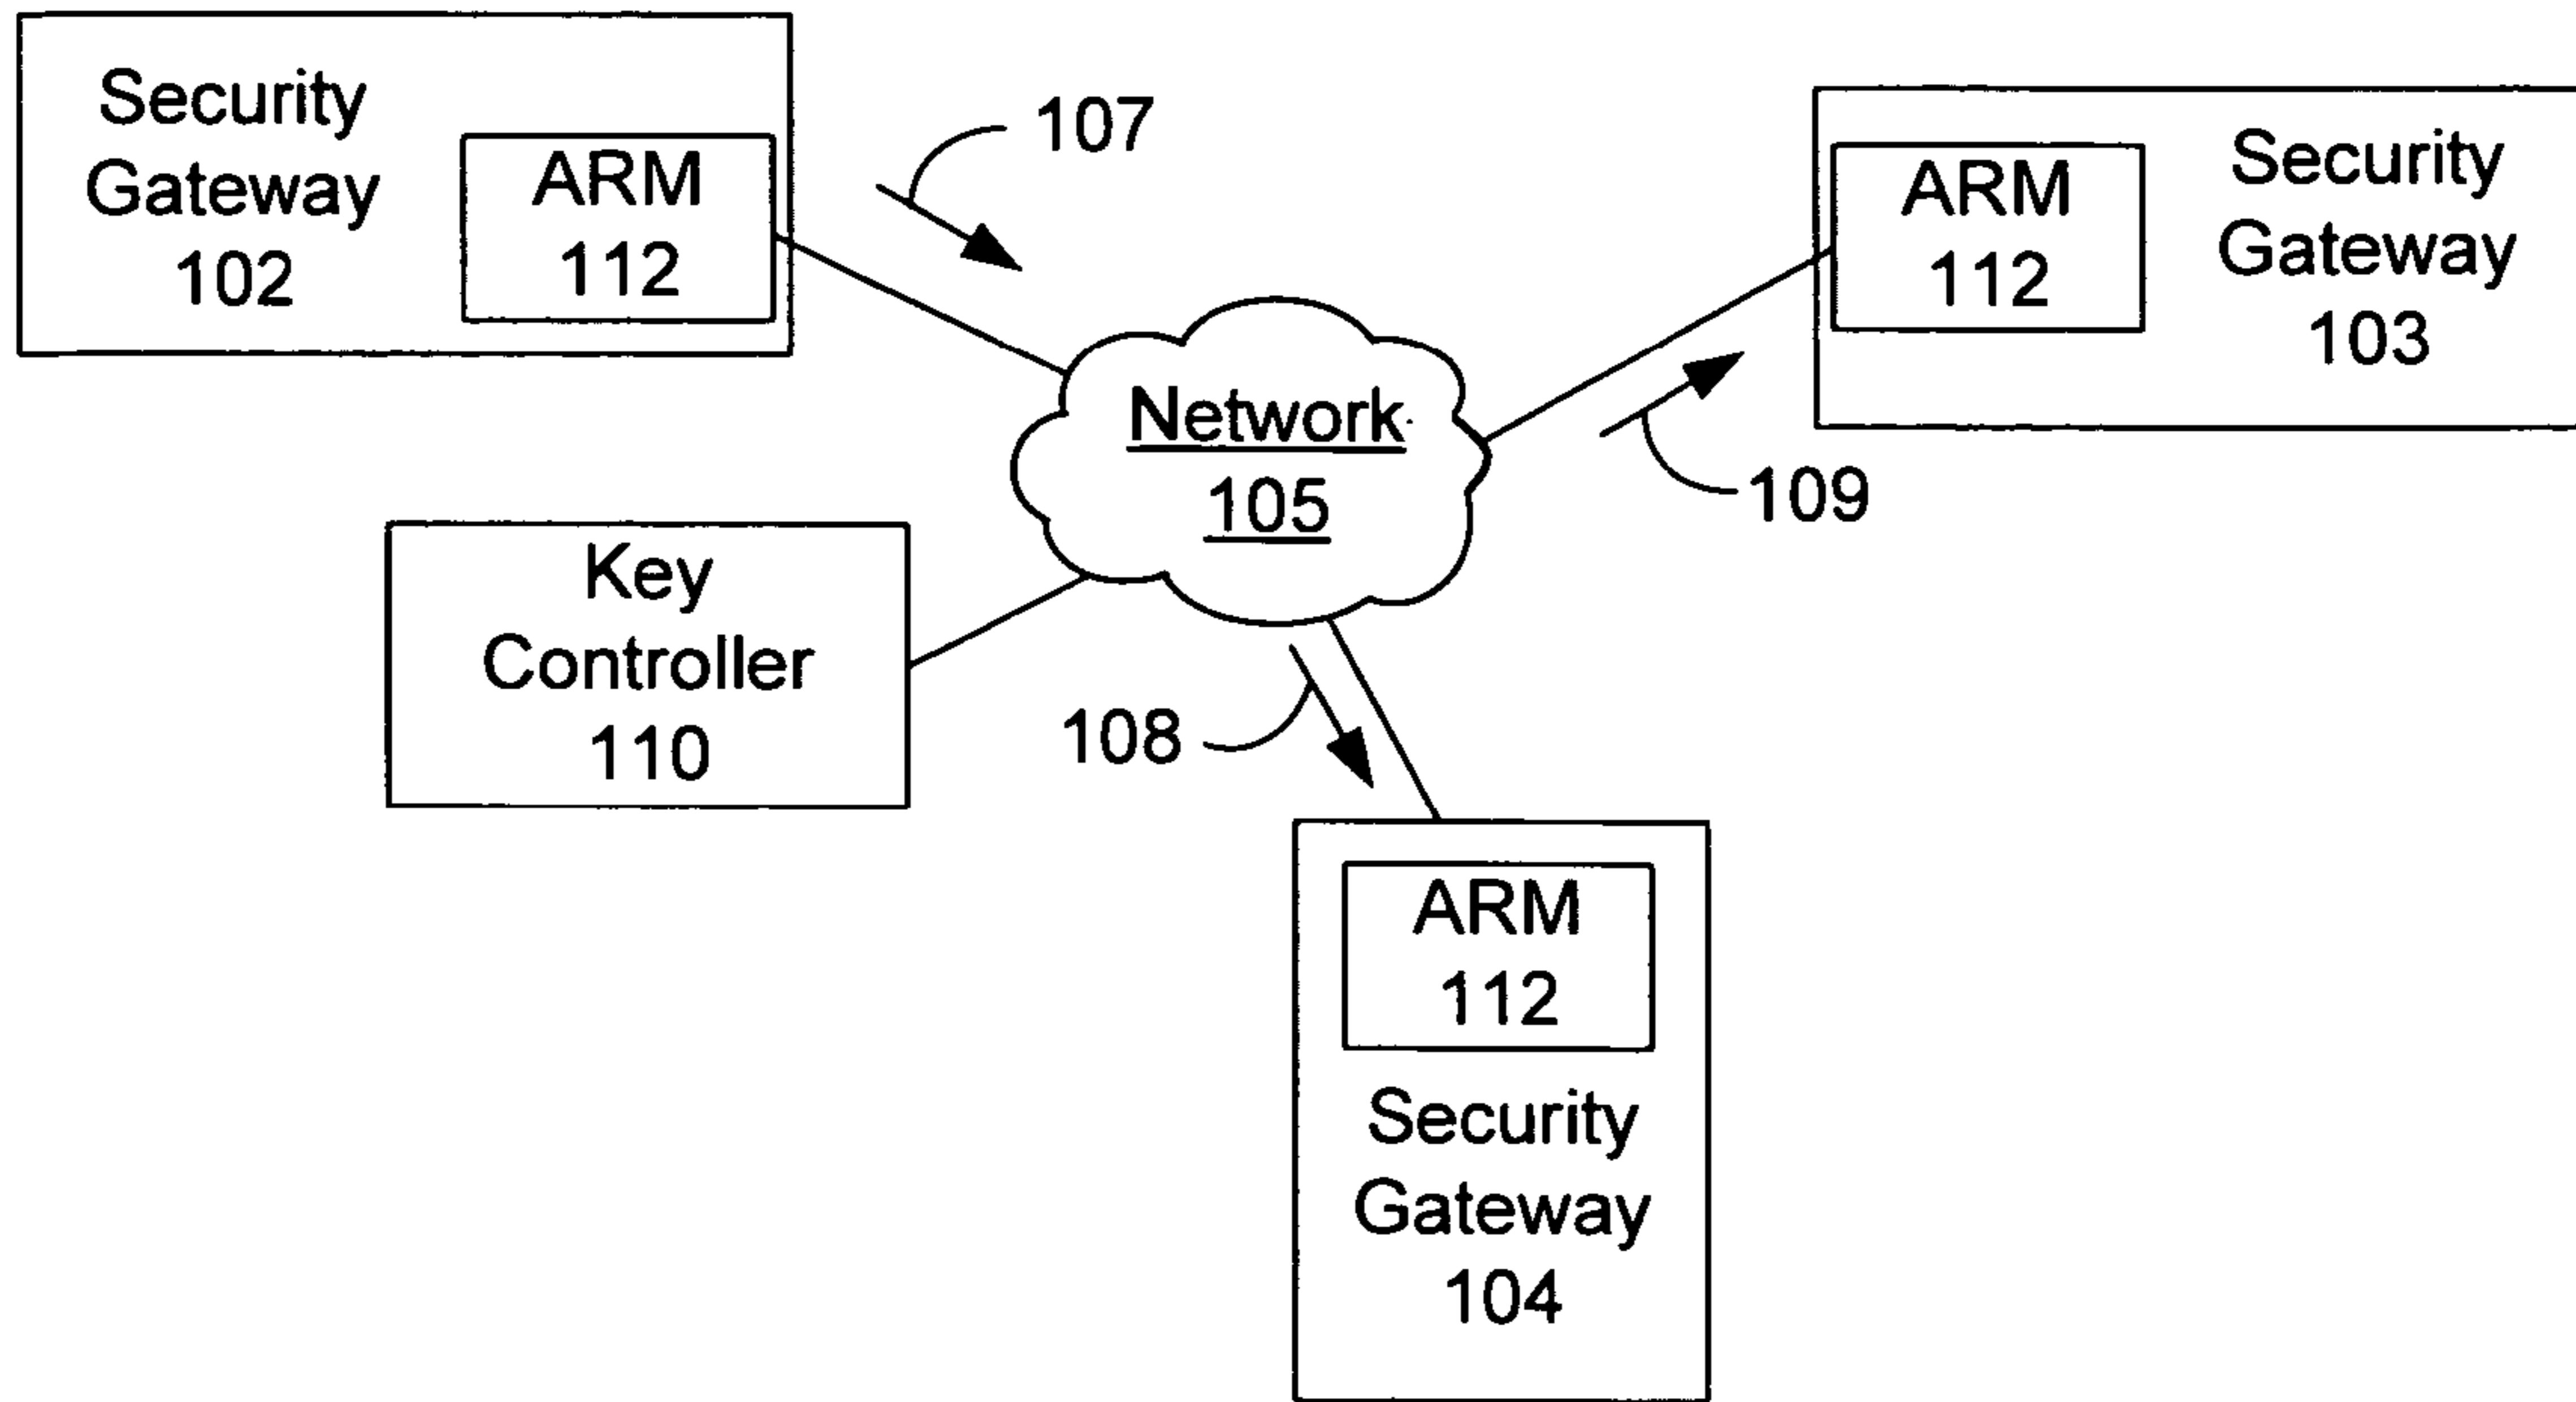 Security
Gateway
102
ARM
112
107
ARM
112
Security
Gateway
103
Network
105
109
Key
Controller
110
108
ARM
112
Security
Gateway
104